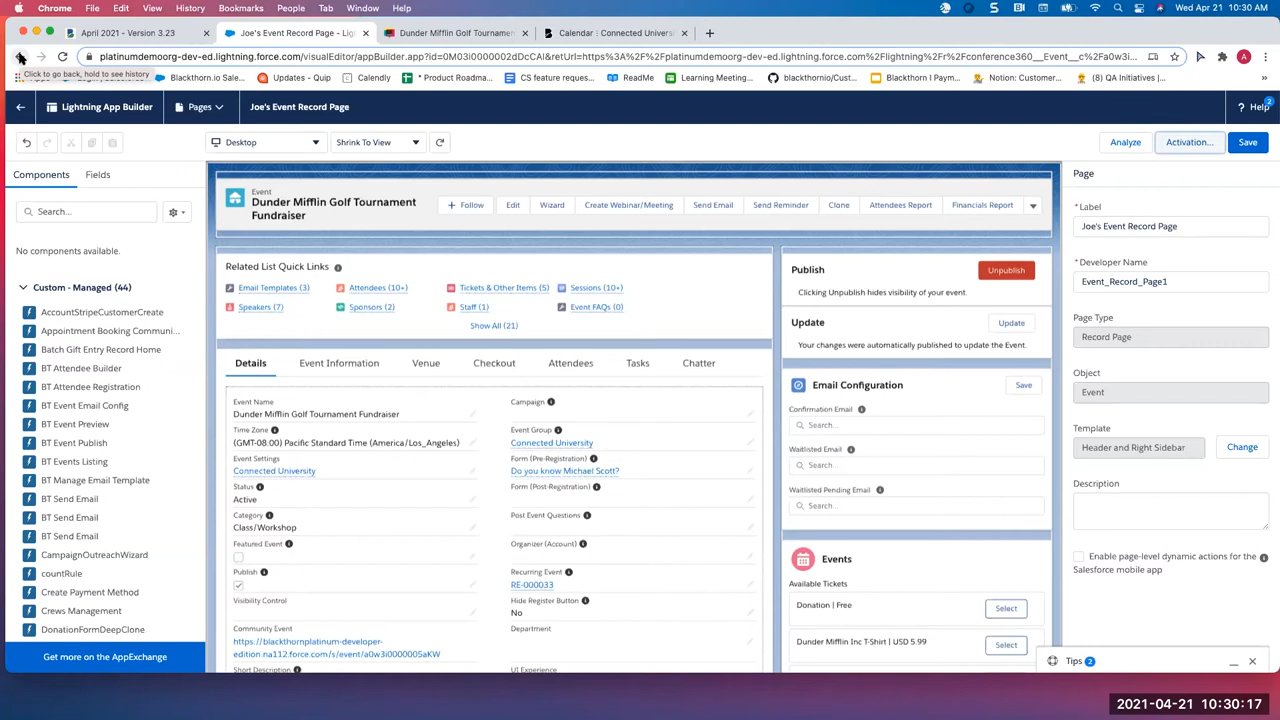 Chrome File Edit View History Bookmarks People Tab Window Help
Wed Apr 21 10:30 AM
April 2021 - Version 3.23
Joe's Event Record Page - Li
Dunder Mifflin Golf Tournamen
Calendar | Connected Univers
platinumdemoorg-dev-ed.lightning.force.com/visualEditor/appBuilder.app?id=0M03i0000002dDcCAI&retUrl=https%3A%2F%2Fplatinumdemoorg-dev-ed.lightning.force.com%2Flightning%2Fr%2Fconference360__Event__c%2Fa0w3i...
A
Click to go back, hold to see history
Blackthorn.io Sale...
Updates - Quip
Calendly
* Product Roadma...
CS feature reques...
ReadMe
Learning Meeting...
blackthornio/Com...
Blackthorn I Paym...
Notion: Customer...
(8) QA Initiatives |...
Lightning App Builder
Pages
Joe's Event Record Page
? Help
2
Desktop
Shrink To View
Analyze
Activation...
Save
Components
Fields
Search...
No components available.
Custom - Managed (44)
AccountStripeCustomerCreate
Appointment Booking Communi...
Batch Gift Entry Record Home
BT Attendee Builder
BT Attendee Registration
BT Event Email Config
BT Event Preview
BT Event Publish
BT Events Listing
BT Manage Email Template
BT Send Email
BT Send Email
BT Send Email
CampaignOutreachWizard
countRule
Create Payment Method
Crews Management
DonationFormDeepClone
Get more on the AppExchange
Event
Dunder Mifflin Golf Tournament
Fundraiser
+ Follow
Edit
Wizard
Create Webinar/Meeting
Send Email
Send Reminder
Clone
Attendees Report
Financials Report
Related List Quick Links
Email Templates (3)
Attendees (10+)
Tickets & Other Items (5)
Sessions (10+)
Speakers (7)
Sponsors (2)
Staff (1)
Event FAQs (0)
Show All (21)
Details
Event Information
Venue
Checkout
Attendees
Tasks
Chatter
Event Name
Dunder Mifflin Golf Tournament Fundraiser
Time Zone
(GMT-08:00) Pacific Standard Time (America/Los_Angeles)
Event Settings
Connected University
Status
Active
Category
Class/Workshop
Featured Event
Publish
Visibility Control
Community Event
https://blackthornplatinum-developer-
edition.na112.force.com/s/event/a0w3i0000005aKW
Short Description
Campaign
Event Group
Connected University
Form (Pre-Registration)
Do you know Michael Scott?
Form (Post-Registration)
Post Event Questions
Organizer (Account)
Recurring Event
RE-000033
Hide Register Button
No
Department
UI Experience
Publish
Unpublish
Clicking Unpublish hides visibility of your event.
Update
Update
Your changes were automatically published to update the Event.
Email Configuration
Save
Confirmation Email
Search...
Waitlisted Email
Search...
Waitlisted Pending Email
Search...
Events
Available Tickets
Donation | Free
Select
Dunder Mifflin Inc T-Shirt | USD 5.99
Select
Page
* Label
Joe's Event Record Page
* Developer Name
Event_Record_Page1
Page Type
Record Page
Object
Event
Template
Header and Right Sidebar
Change
Description
Enable page-level dynamic actions for the
Salesforce mobile app
Tips 2
2021-04-21 10:30:17